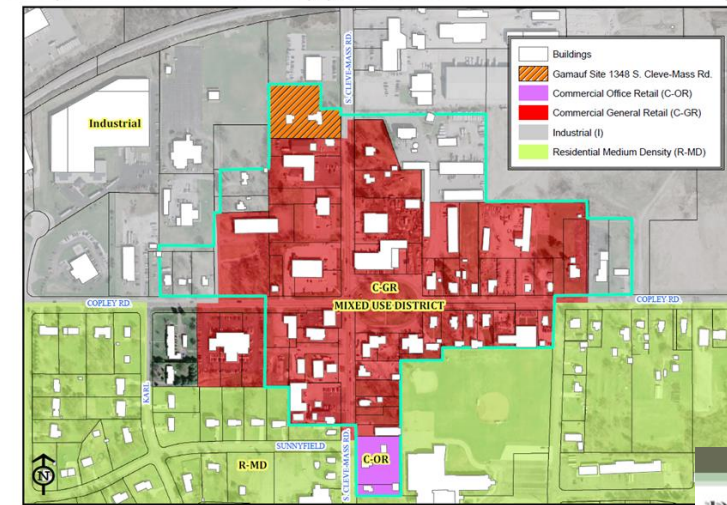 S. CLEVE-MASS RD.
Buildings
Gamauf Site 1348 S. Cleve-Mass Rd.
Commercial Office Retail (C-OR)
Commercial General Retail (C-GR)
Industrial (I)
Residential Medium Density (R-MD)
Industrial
C-GR
MIXED USE DISTRICT
COPLEY RD
COPLEY RD
KARL
SUNNYFIELD
R-MD
C-OR
S. CLEVE-MASS RD.
N